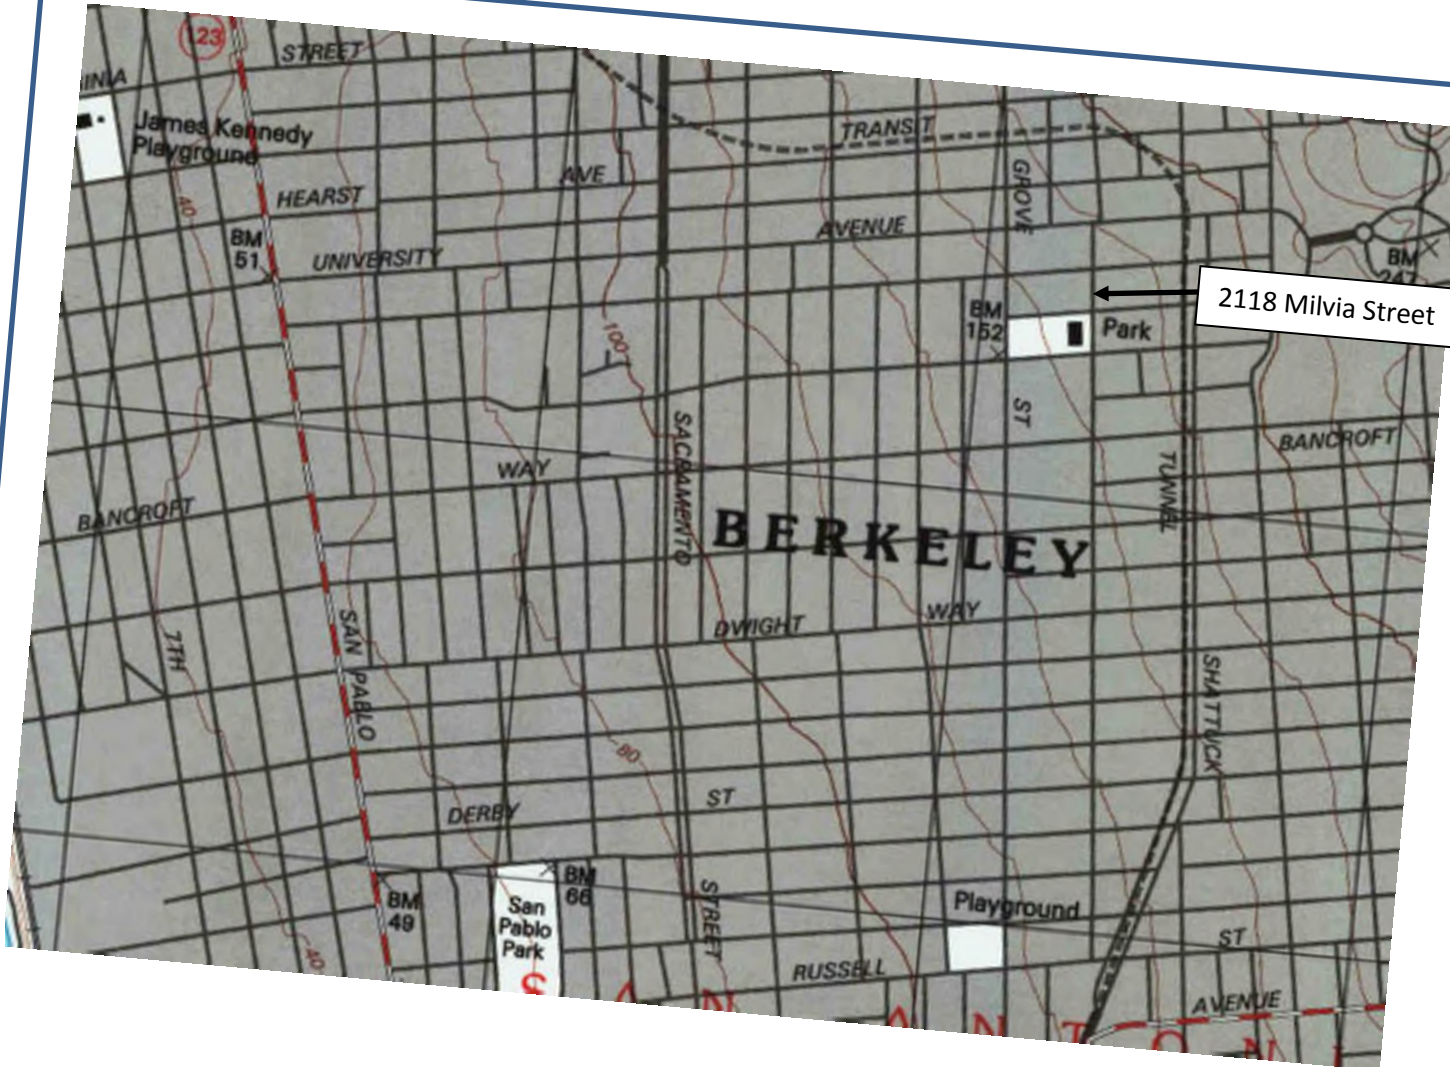 123
STREET
INIA
James Kennedy
Playground
TRANSIT
GROVE
AVE
HEARST
40
AVENUE
BM
51
UNIVERSITY
BM
247
2118 Milvia Street
BM
152
Park
100
ST
SACRAMENTO
BANCROFT
WAY
TUNNEL
BANCROFT
BERKELEY
WAY
DWIGHT
7TH
SAN PABLO
SHATTUCK
80
ST
DERBY
BM
66
BM
49
San
Pablo
Park
STREET
Playground
ST
40
RUSSELL
AVENUE
S A N A N T O N I